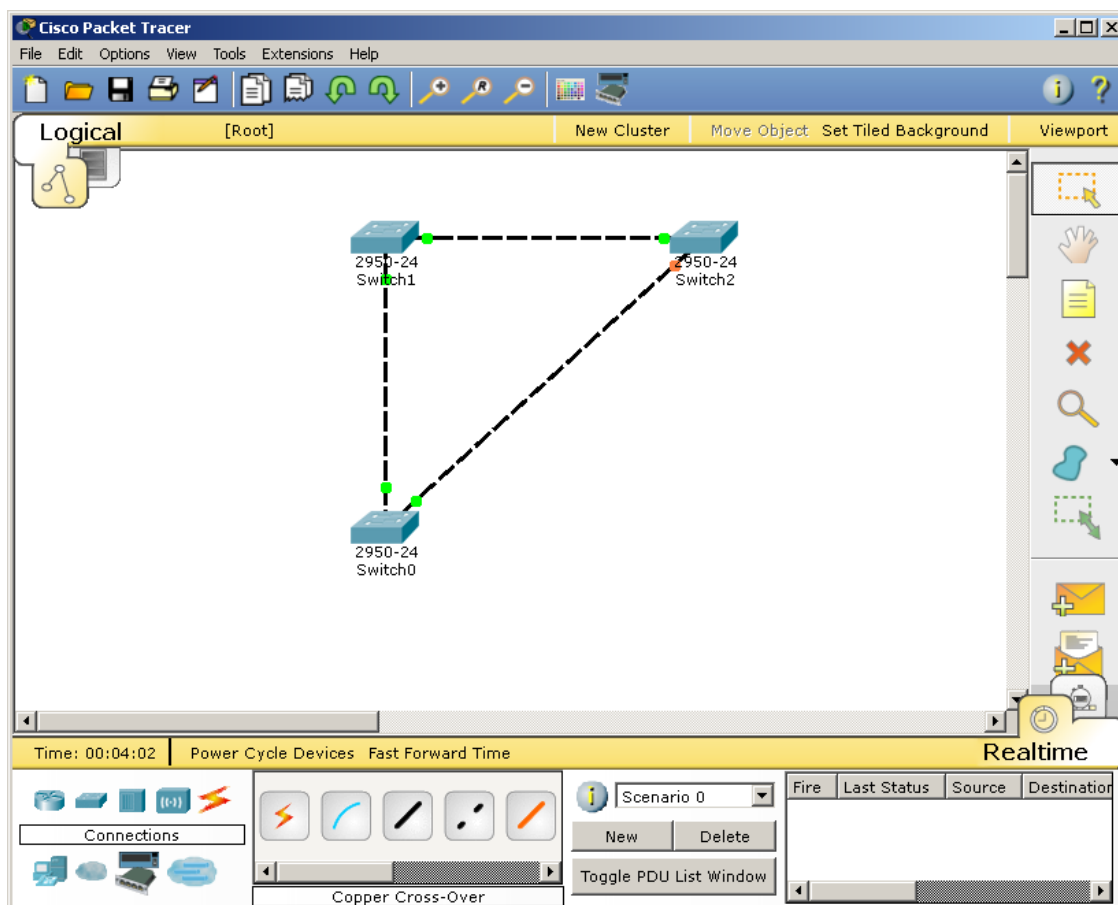 Cisco Packet Tracer
File Edit Options View Tools Extensions Help
Logical [Root] New Cluster Move Object Set Tiled Background Viewport
2950-24
Switch1
2950-24
Switch2
2950-24
Switch0
Time: 00:04:02 Power Cycle Devices Fast Forward Time Realtime
Connections
Copper Cross-Over
Scenario 0
New Delete
Toggle PDU List Window
Fire Last Status Source Destination